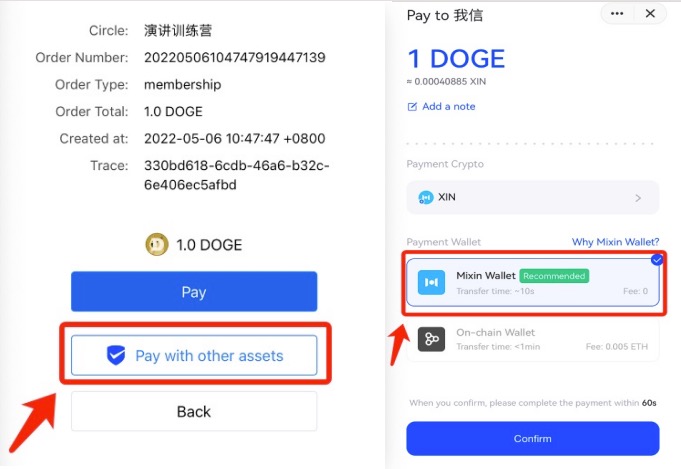 Circle: 演讲训练营
Order Number: 20220506104747919447139
Order Type: membership
Order Total: 1.0 DOGE
Created at: 2022-05-06 10:47:47 +0800
Trace: 330bd618-6cdb-46a6-b32c-
6e406ec5afbd
1.0 DOGE
Pay
Pay with other assets
Back
Pay to 我信
1 DOGE
≈ 0.00040885 XIN
Add a note
Payment Crypto
XIN
Payment Wallet Why Mixin Wallet?
Mixin Wallet Recommended
Transfer time: ~10s Fee: 0
On-chain Wallet
Transfer time: <1min Fee: 0.005 ETH
When you confirm, please complete the payment within 60s
Confirm